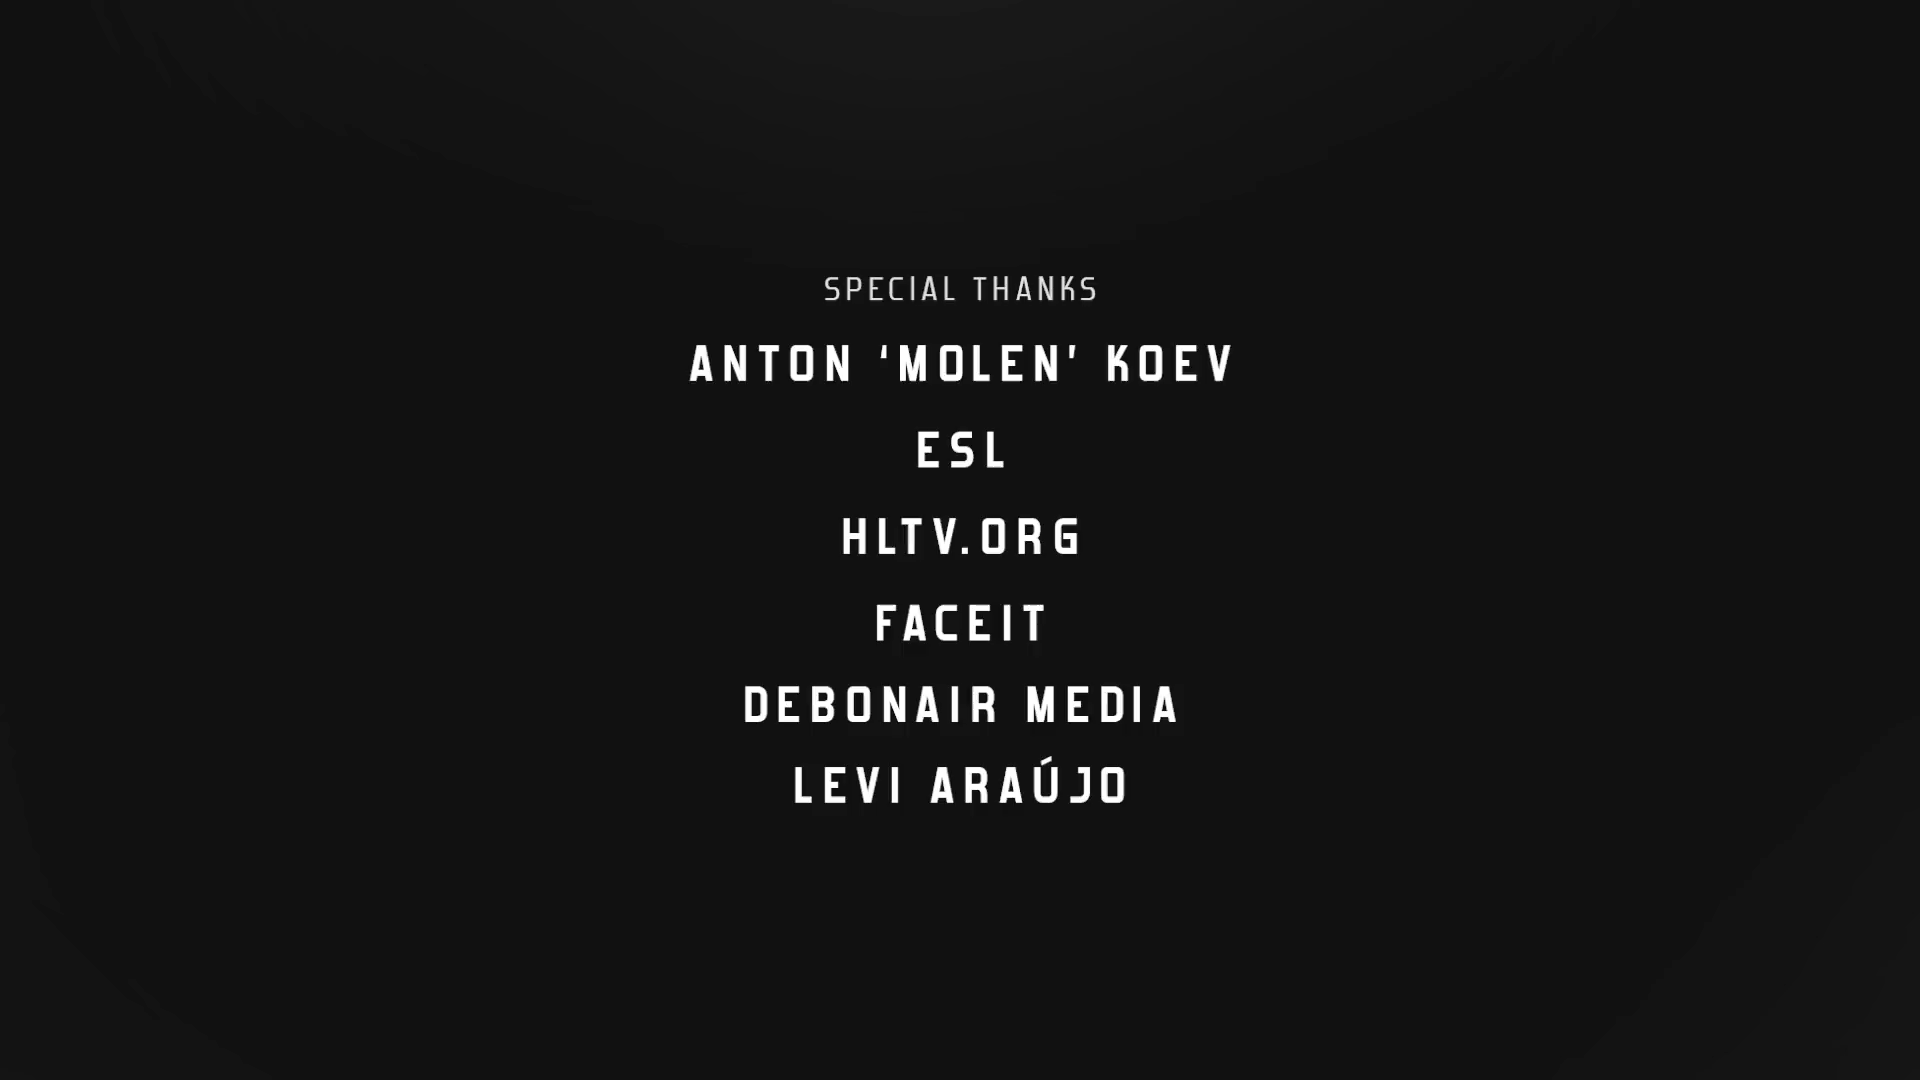 SPECIAL THANKS
ANTON ‘MOLEN’ KOEV
ESL
HLTV.ORG
FACEIT
DEBONAIR MEDIA
LEVI ARAÚJO